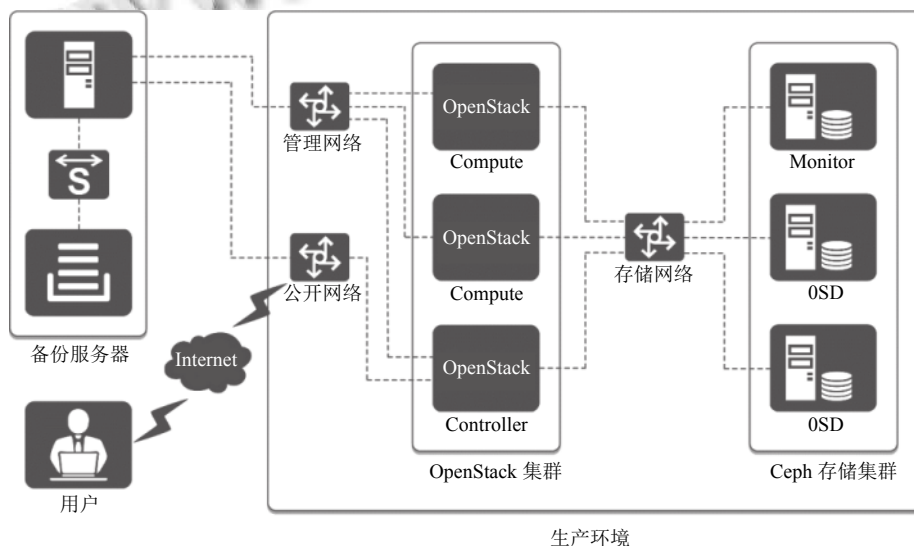 S
备份服务器
用户
Internet
管理网络
公开网络
OpenStack
Compute
OpenStack
Compute
OpenStack
Controller
OpenStack 集群
存储网络
Monitor
0SD
0SD
Ceph 存储集群
生产环境